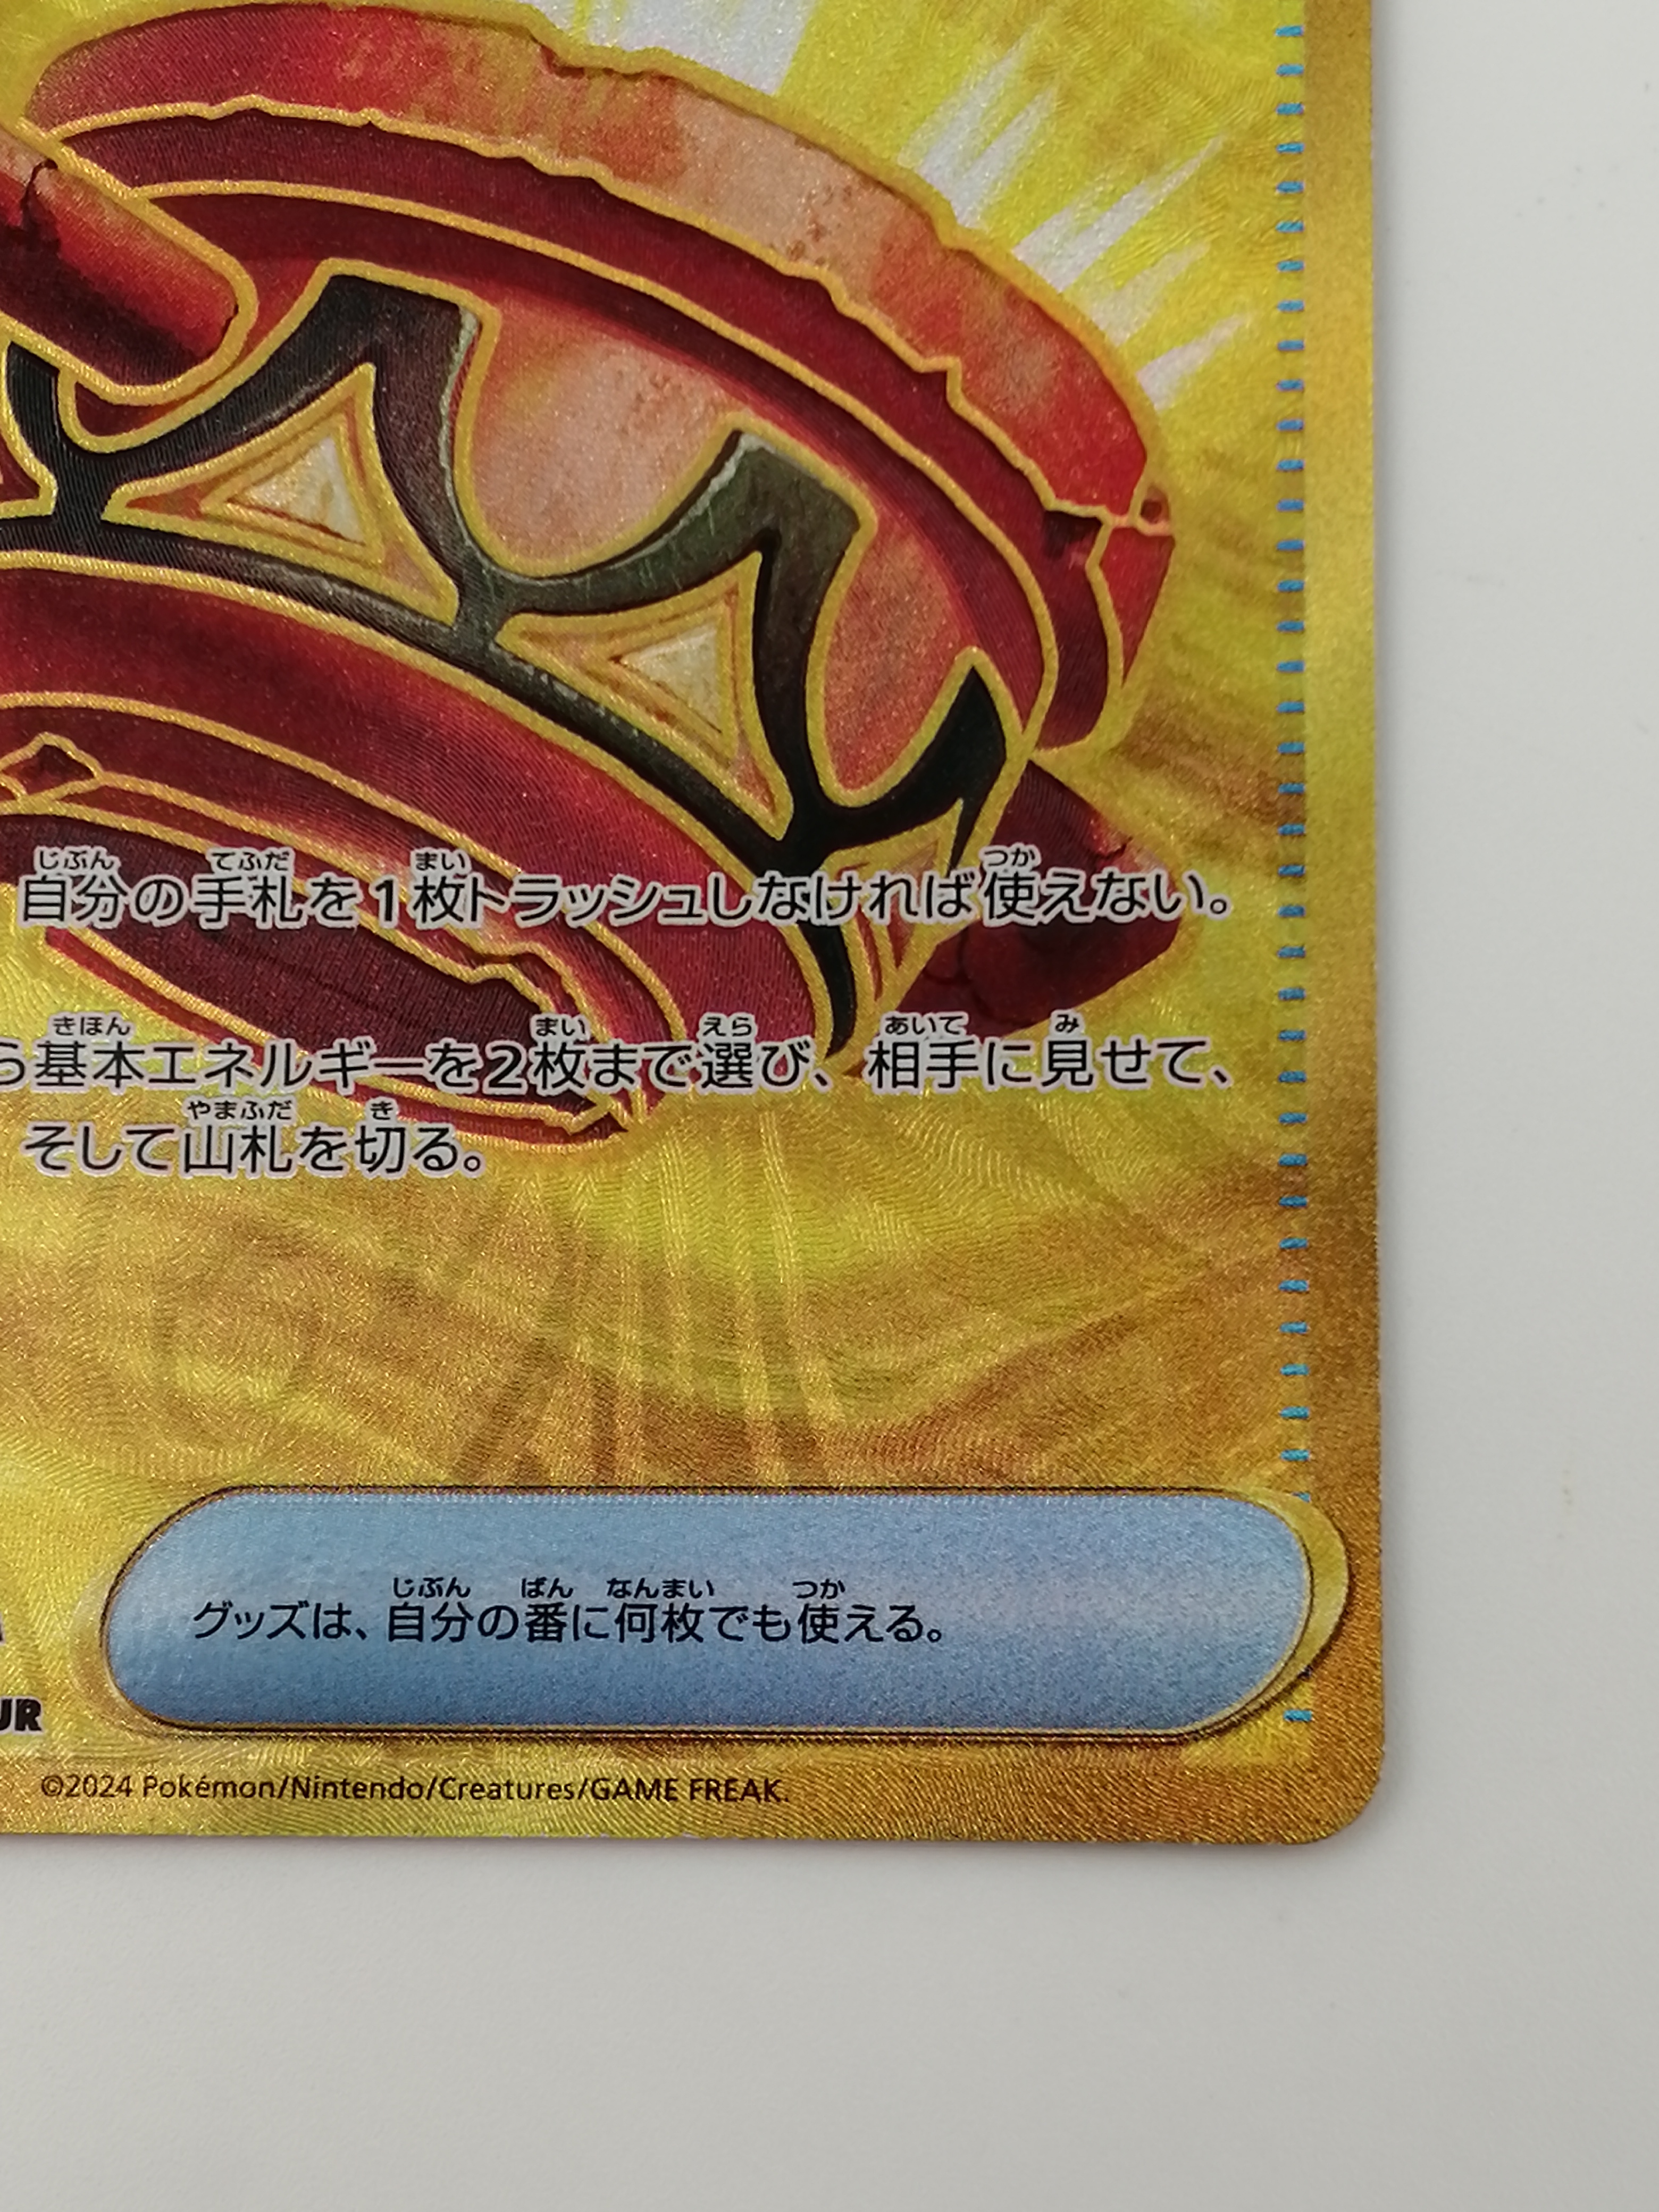 自分の手札を1枚トラッシュしなければ使えない。
ら基本エネルギーを2枚まで選び、相手に見せて、
そして山札を切る。
グッズは、自分の番に何枚でも使える。
UR
©2024 Pokémon/Nintendo/Creatures/GAME FREAK.